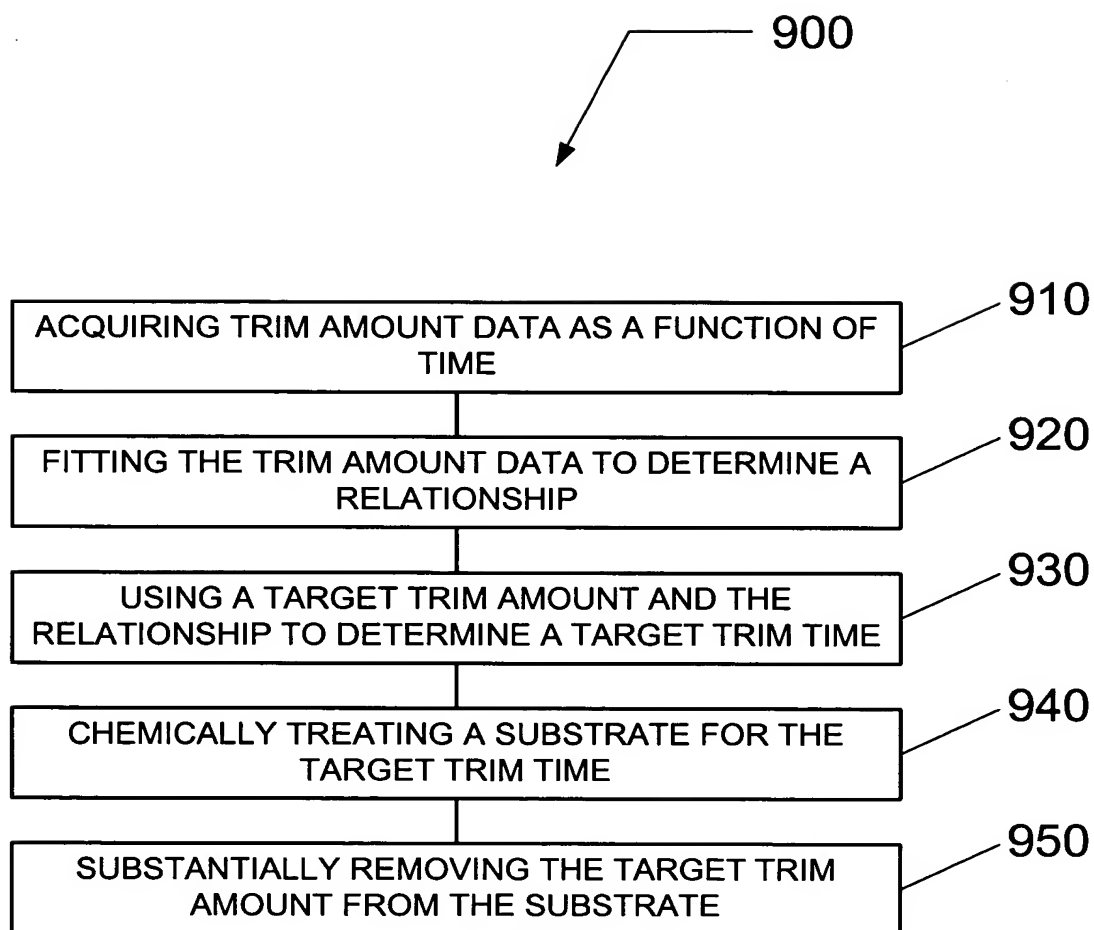 900
ACQUIRING TRIM AMOUNT DATA AS A FUNCTION OF
TIME
910
FITTING THE TRIM AMOUNT DATA TO DETERMINE A
RELATIONSHIP
920
USING A TARGET TRIM AMOUNT AND THE
RELATIONSHIP TO DETERMINE A TARGET TRIM TIME
930
CHEMICALLY TREATING A SUBSTRATE FOR THE
TARGET TRIM TIME
940
SUBSTANTIALLY REMOVING THE TARGET TRIM
AMOUNT FROM THE SUBSTRATE
950